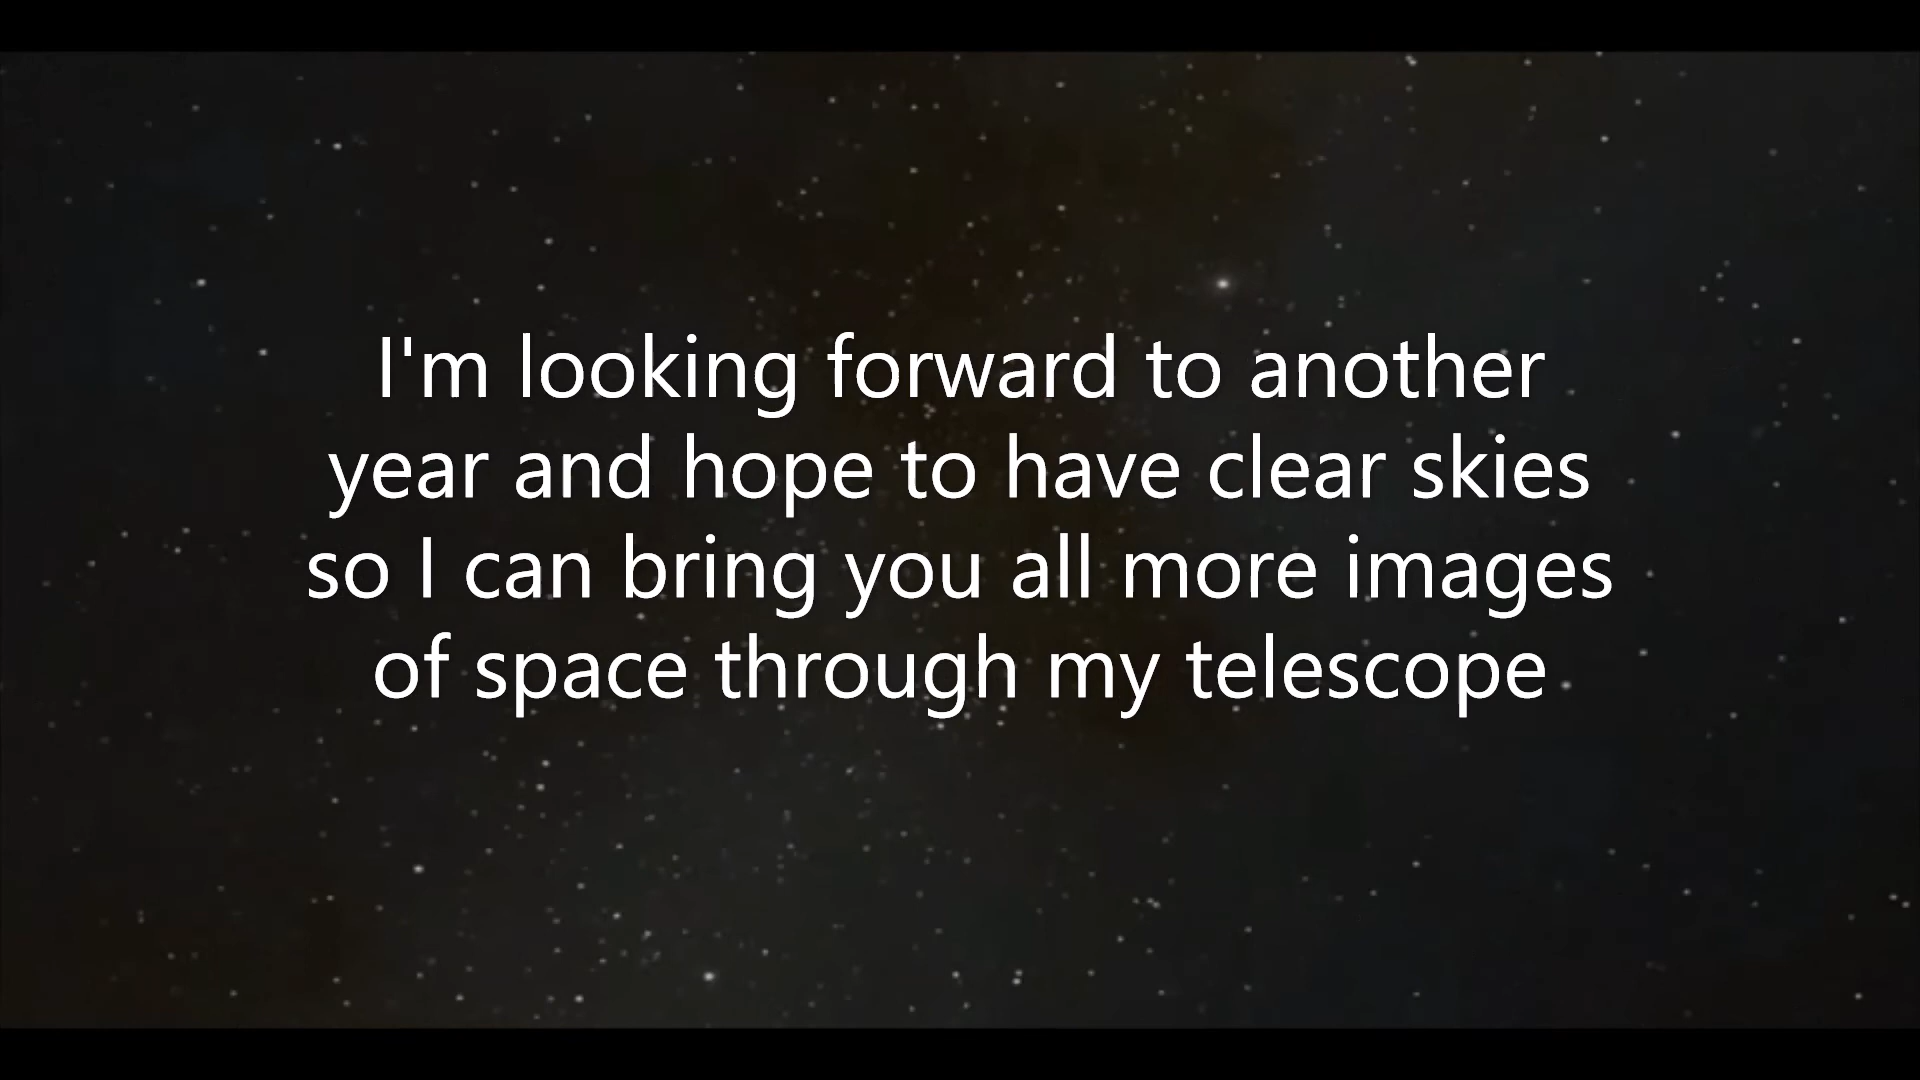 I'm looking forward to another
year and hope to have clear skies
so I can bring you all more images
of space through my telescope